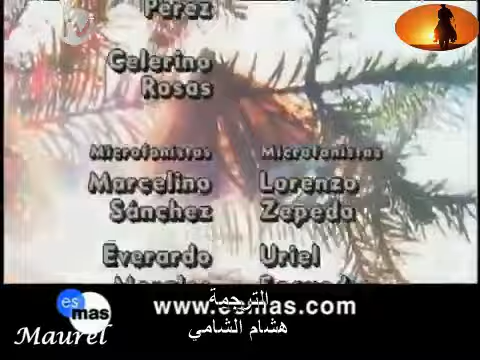 Pérez
Celerino
Rosas
Microfonistas
Marcelino
Sánchez
Microfonistas
Lorenzo
Zepeda
Everardo
Uriel
es
mas
www.esmas.com
الترجمة
هشام الشامي
Maurel